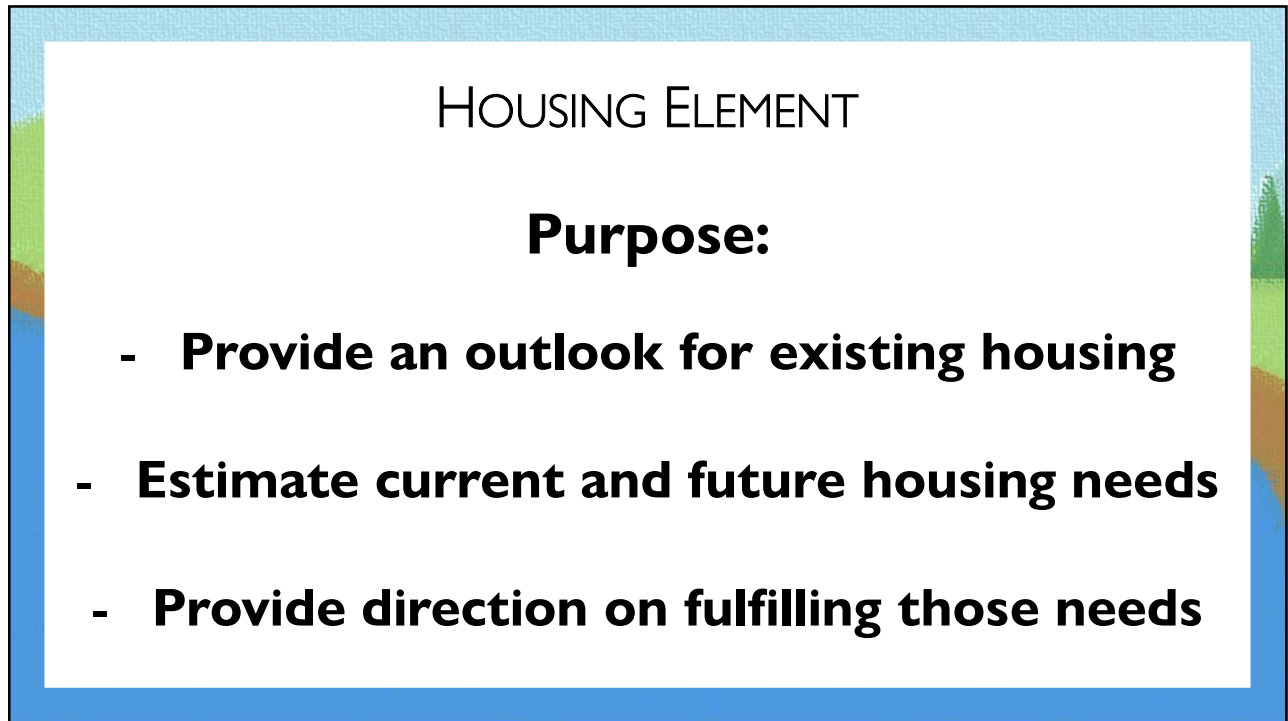 HOUSING ELEMENT
Purpose:
- Provide an outlook for existing housing
- Estimate current and future housing needs
- Provide direction on fulfilling those needs